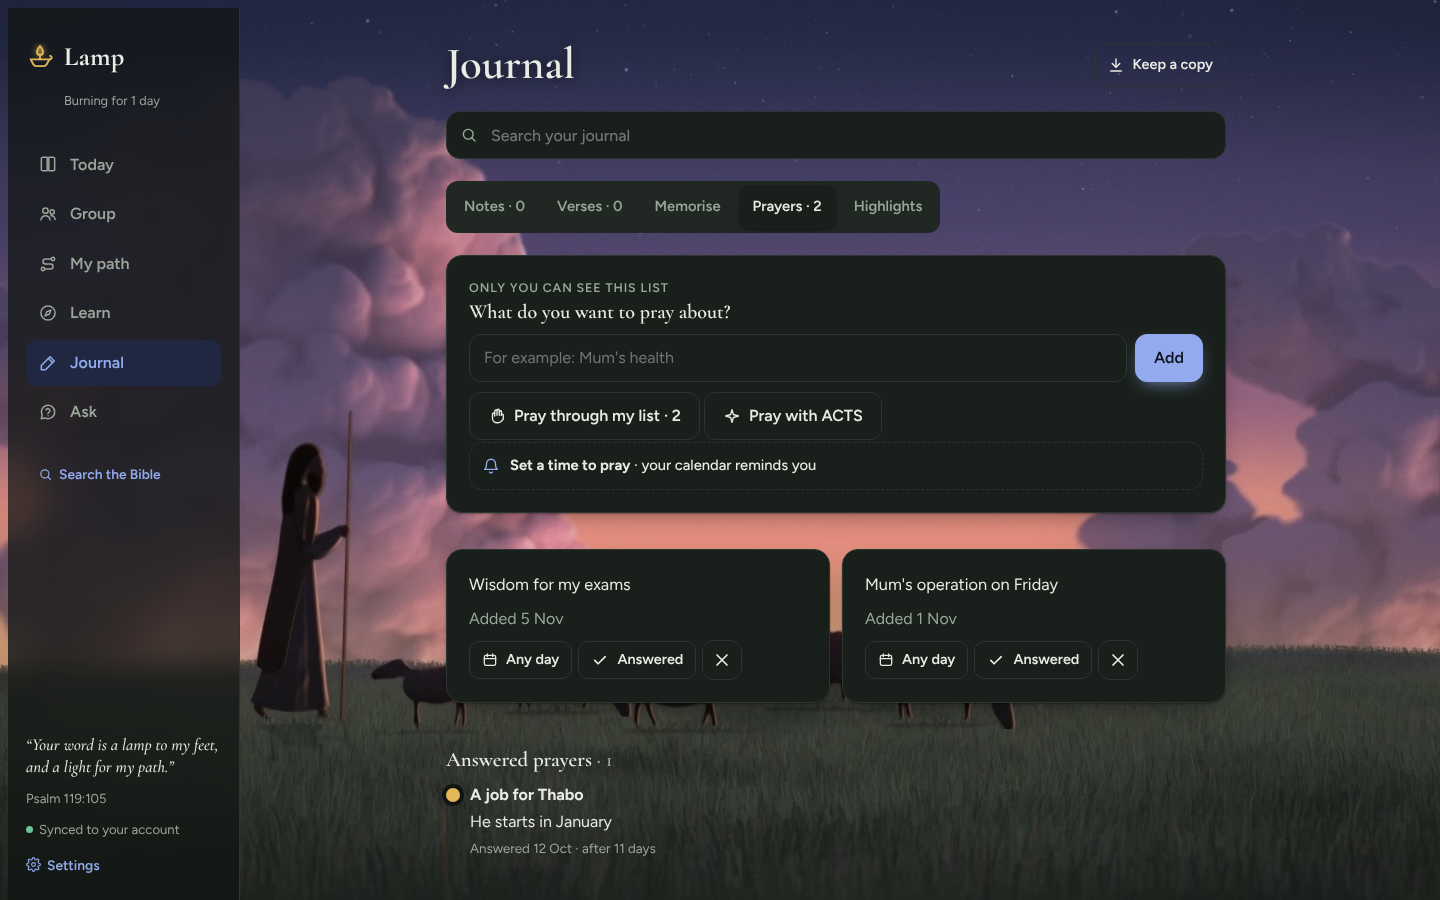 Lamp
Burning for 1 day
Today
Group
My path
Learn
Journal
Ask
Search the Bible
“Your word is a lamp to my feet,
and a light for my path.”
Psalm 119:105
Synced to your account
Settings
Journal
Keep a copy
Search your journal
Notes · 0 Verses · 0 Memorise Prayers · 2 Highlights
ONLY YOU CAN SEE THIS LIST
What do you want to pray about?
For example: Mum's health
Add
Pray through my list · 2 Pray with ACTS
Set a time to pray · your calendar reminds you
Wisdom for my exams
Added 5 Nov
Any day Answered
Mum's operation on Friday
Added 1 Nov
Any day Answered
Answered prayers · 1
A job for Thabo
He starts in January
Answered 12 Oct · after 11 days